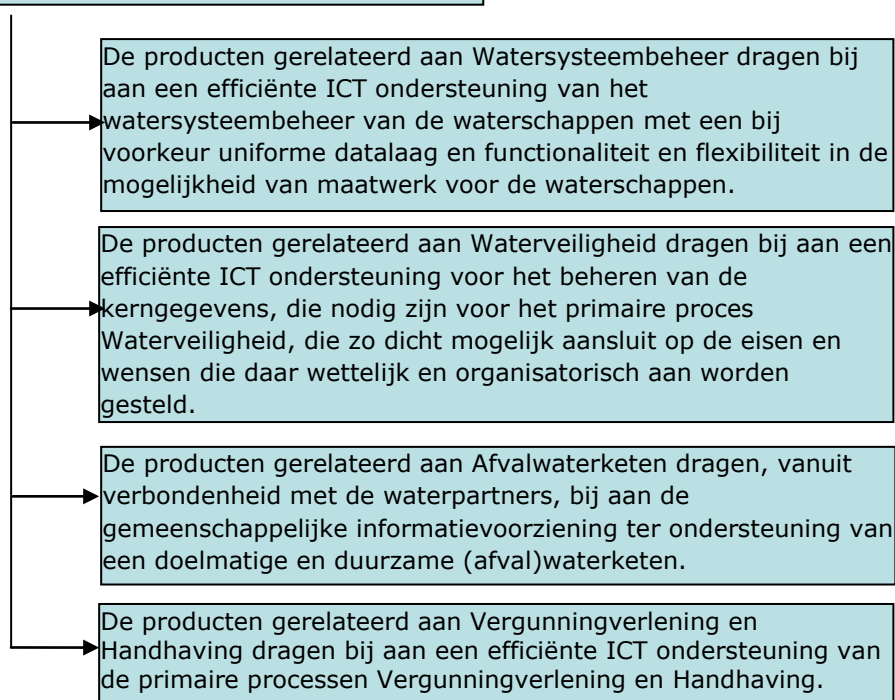 De producten gerelateerd aan Watersysteembeheer dragen bij
aan een efficiënte ICT ondersteuning van het
watersysteembeheer van de waterschappen met een bij
voorkeur uniforme datalaag en functionaliteit en flexibiliteit in de
mogelijkheid van maatwerk voor de waterschappen.
De producten gerelateerd aan Waterveiligheid dragen bij aan een
efficiënte ICT ondersteuning voor het beheren van de
kerngegevens, die nodig zijn voor het primaire proces
Waterveiligheid, die zo dicht mogelijk aansluit op de eisen en
wensen die daar wettelijk en organisatorisch aan worden
gesteld.
De producten gerelateerd aan Afvalwaterketen dragen, vanuit
verbondenheid met de waterpartners, bij aan de
gemeenschappelijke informatievoorziening ter ondersteuning van
een doelmatige en duurzame (afval)waterketen.
De producten gerelateerd aan Vergunningverlening en
Handhaving dragen bij aan een efficiënte ICT ondersteuning van
de primaire processen Vergunningverlening en Handhaving.